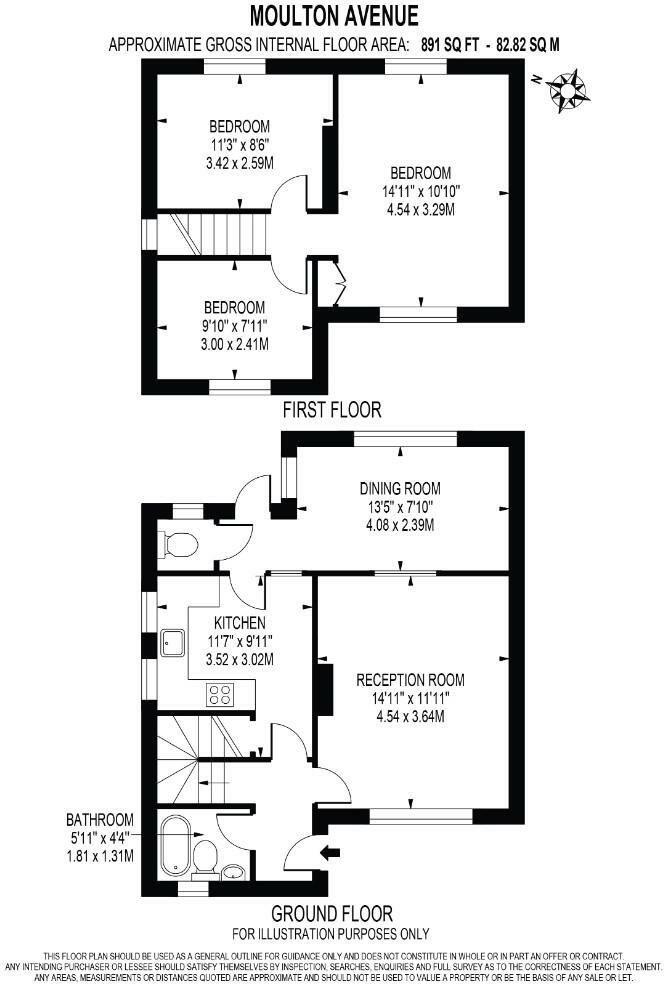 MOULTON AVENUE
APPROXIMATE GROSS INTERNAL FLOOR AREA: 891 SQ FT - 82.82 SQ M
N
BEDROOM
11'3" x 8'6"
3.42 x 2.59M
BEDROOM
14'11" x 10'10"
4.54 x 3.29M
BEDROOM
9'10" x 7'11"
3.00 x 2.41M
FIRST FLOOR
DINING ROOM
13'5" x 7'10"
4.08 x 2.39M
KITCHEN
11'7" x 9'11"
3.52 x 3.02M
RECEPTION ROOM
14'11" x 11'11"
4.54 x 3.64M
BATHROOM
5'11" x 4'4"
1.81 x 1.31M
GROUND FLOOR
FOR ILLUSTRATION PURPOSES ONLY
THIS FLOOR PLAN SHOULD BE USED AS A GENERAL OUTLINE FOR GUIDANCE ONLY AND DOES NOT CONSTITUTE IN WHOLE OR IN PART AN OFFER OR CONTRACT.
ANY INTENDING PURCHASER OR LESSEE SHOULD SATISFY THEMSELVES BY INSPECTION, SEARCHES, ENQUIRIES AND FULL SURVEY AS TO THE CORRECTNESS OF EACH STATEMENT.
ANY AREAS, MEASUREMENTS OR DISTANCES QUOTED ARE APPROXIMATE AND SHOULD NOT BE USED TO VALUE A PROPERTY OR BE THE BASIS OF ANY SALE OR LET.